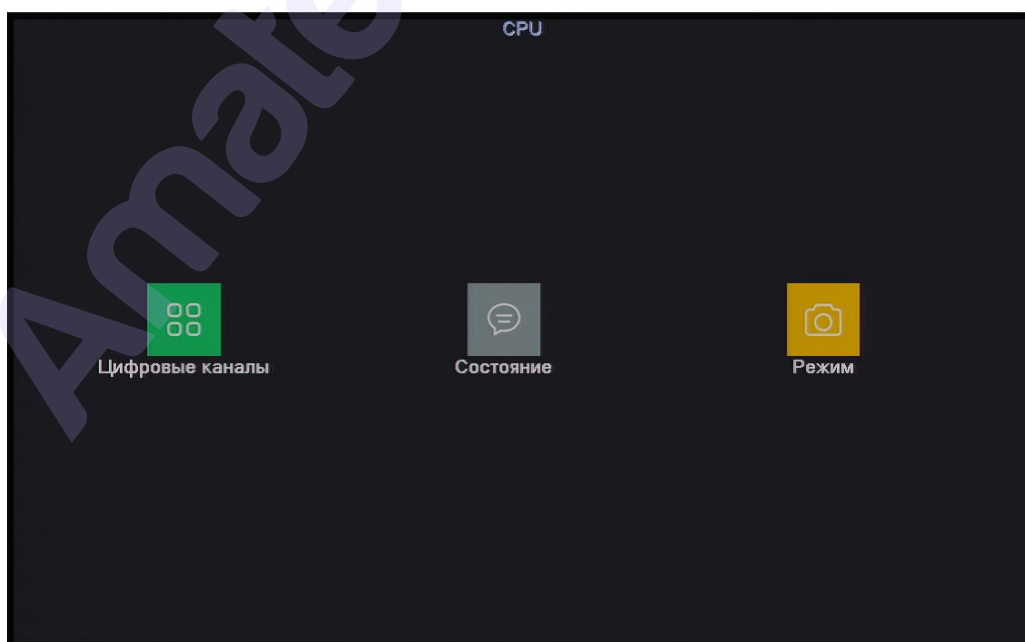 CPU
Цифровые каналы
Состояние
Режим
Amate